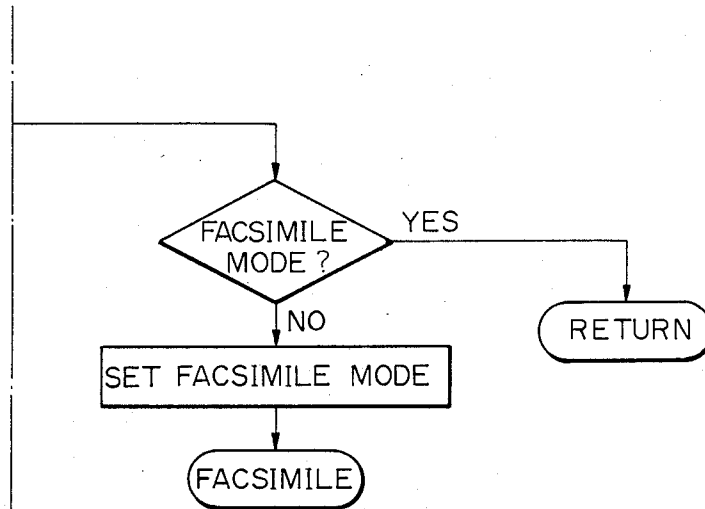 FACSIMILE
MODE ?
YES
NO
RETURN
SET FACSIMILE MODE
FACSIMILE